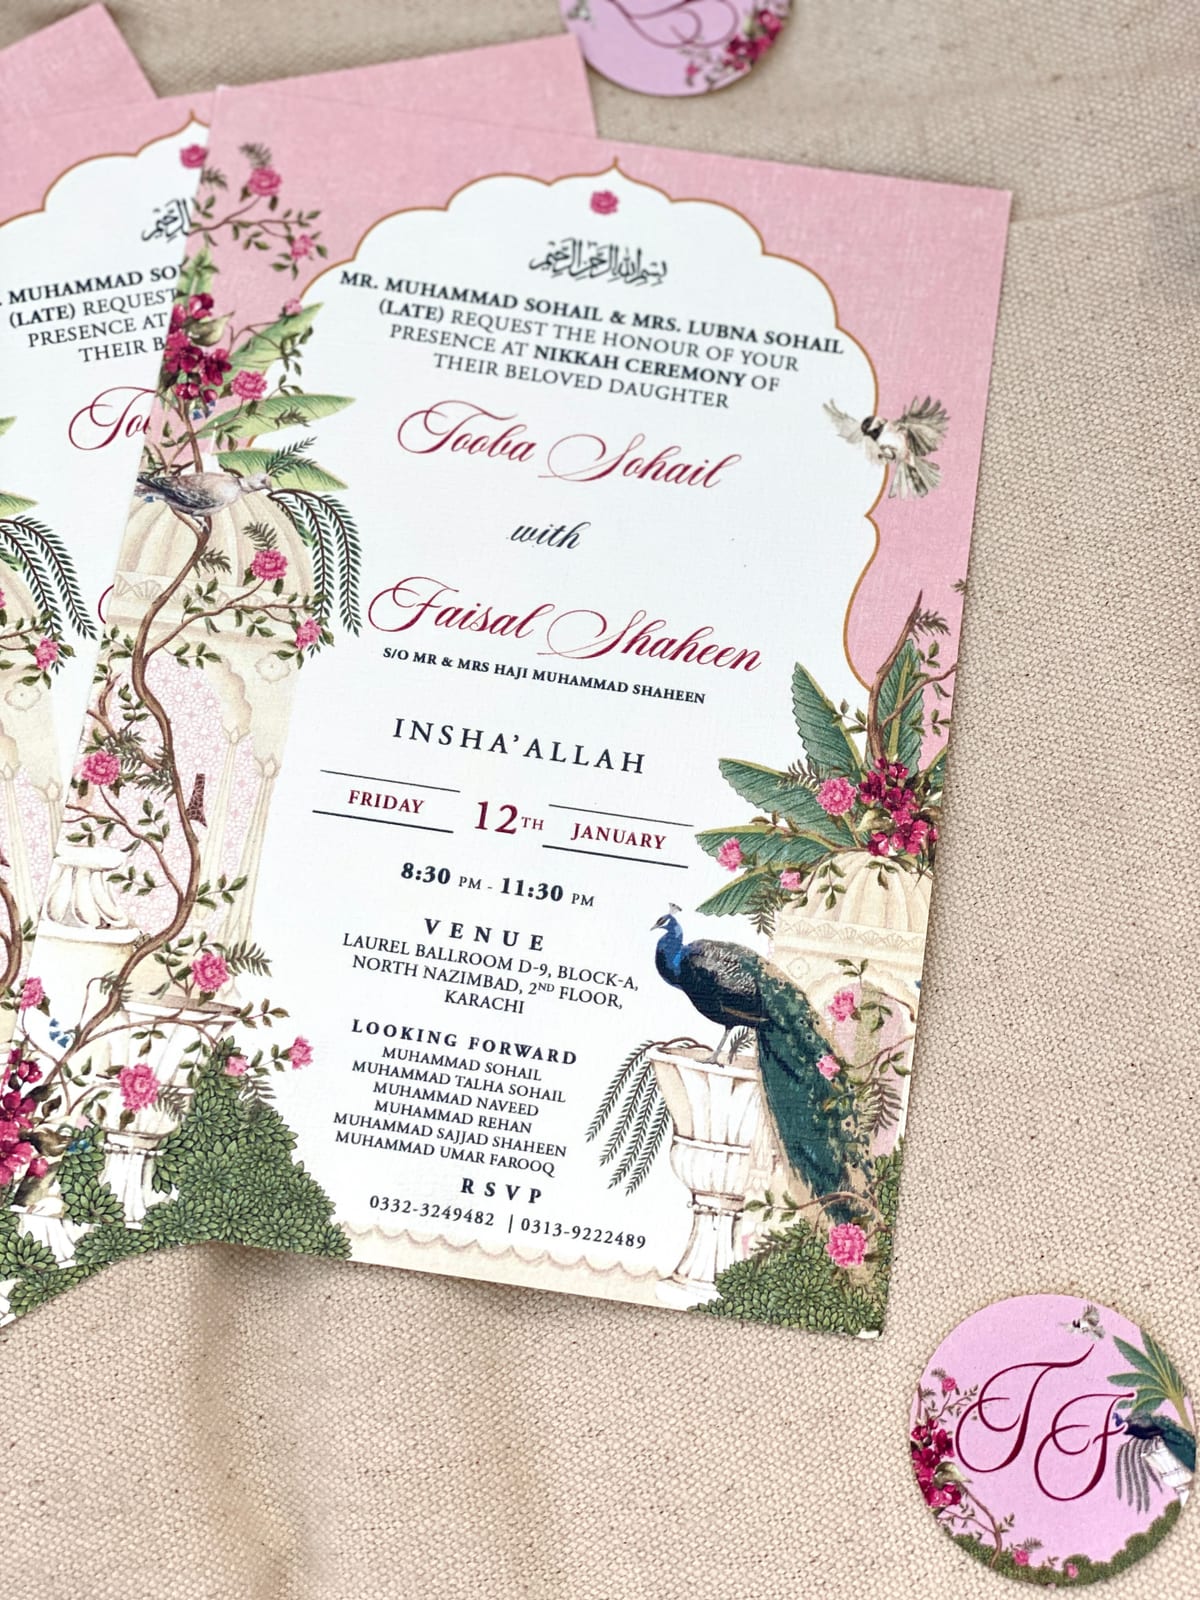 بسم الله الرحمن الرحيم
MR. MUHAMMAD SOHAIL & MRS. LUBNA SOHAIL
(LATE) REQUEST THE HONOUR OF YOUR
PRESENCE AT NIKKAH CEREMONY OF
THEIR BELOVED DAUGHTER
Tooba Sohail
with
Faisal Shaheen
S/O MR & MRS HAJI MUHAMMAD SHAHEEN
INSHA'ALLAH
FRIDAY 12TH JANUARY
8:30 PM - 11:30 PM
VENUE
LAUREL BALLROOM D-9, BLOCK-A,
NORTH NAZIMBAD, 2ND FLOOR,
KARACHI
LOOKING FORWARD
MUHAMMAD SOHAIL
MUHAMMAD TALHA SOHAIL
MUHAMMAD NAVEED
MUHAMMAD REHAN
MUHAMMAD SAJJAD SHAHEEN
MUHAMMAD UMAR FAROOQ
RSVP
0332-3249482 | 0313-9222489
. MUHAMMAD SO
(LATE) REQUEST
PRESENCE AT
THEIR B
Too
TF